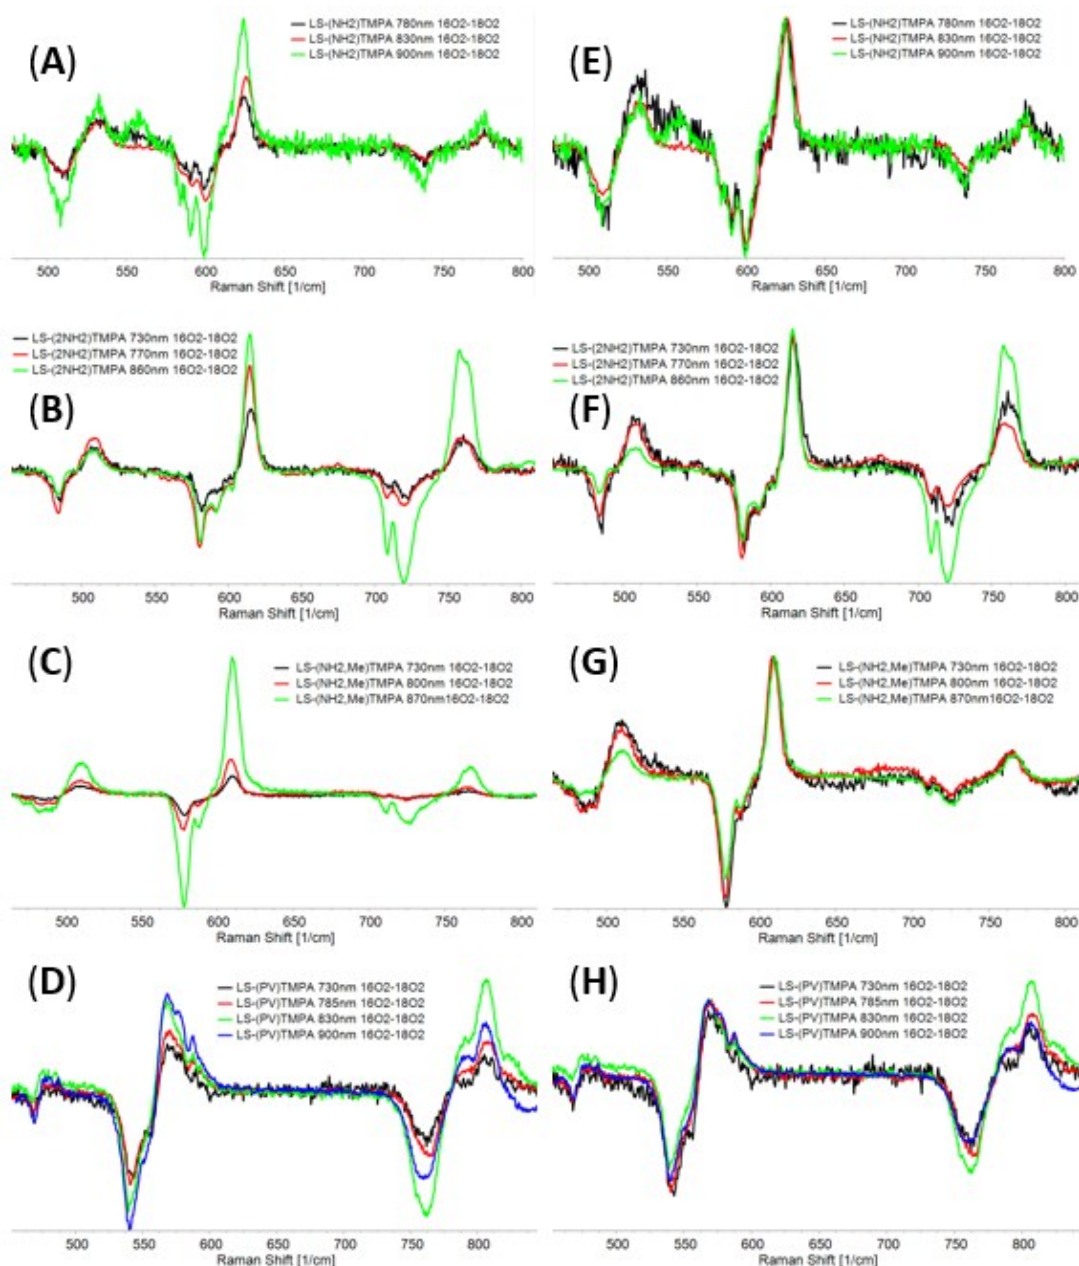 (A)
LS-(NH2)TMPA 780nm 16O2-18O2
LS-(NH2)TMPA 830nm 16O2-18O2
LS-(NH2)TMPA 900nm 16O2-18O2
500 550 600 650 700 750 800
Raman Shift [1/cm]
(E)
LS-(NH2)TMPA 780nm 16O2-18O2
LS-(NH2)TMPA 830nm 16O2-18O2
LS-(NH2)TMPA 900nm 16O2-18O2
500 550 600 650 700 750 800
Raman Shift [1/cm]
(B)
LS-(2NH2)TMPA 730nm 16O2-18O2
LS-(2NH2)TMPA 770nm 16O2-18O2
LS-(2NH2)TMPA 860nm 16O2-18O2
500 550 600 650 700 750 800
Raman Shift [1/cm]
(F)
LS-(2NH2)TMPA 730nm 16O2-18O2
LS-(2NH2)TMPA 770nm 16O2-18O2
LS-(2NH2)TMPA 860nm 16O2-18O2
500 550 600 650 700 750 800
Raman Shift [1/cm]
(C)
LS-(NH2,Me)TMPA 730nm 16O2-18O2
LS-(NH2,Me)TMPA 800nm 16O2-18O2
LS-(NH2,Me)TMPA 870nm16O2-18O2
500 550 600 650 700 750 800
Raman Shift [1/cm]
(G)
LS-(NH2,Me)TMPA 730nm 16O2-18O2
LS-(NH2,Me)TMPA 800nm 16O2-18O2
LS-(NH2,Me)TMPA 870nm16O2-18O2
500 550 600 650 700 750 800
Raman Shift [1/cm]
(D)
LS-(PV)TMPA 730nm 16O2-18O2
LS-(PV)TMPA 785nm 16O2-18O2
LS-(PV)TMPA 830nm 16O2-18O2
LS-(PV)TMPA 900nm 16O2-18O2
500 550 600 650 700 750 800
Raman Shift [1/cm]
(H)
LS-(PV)TMPA 730nm 16O2-18O2
LS-(PV)TMPA 785nm 16O2-18O2
LS-(PV)TMPA 830nm 16O2-18O2
LS-(PV)TMPA 900nm 16O2-18O2
500 550 600 650 700 750 800
Raman Shift [1/cm]